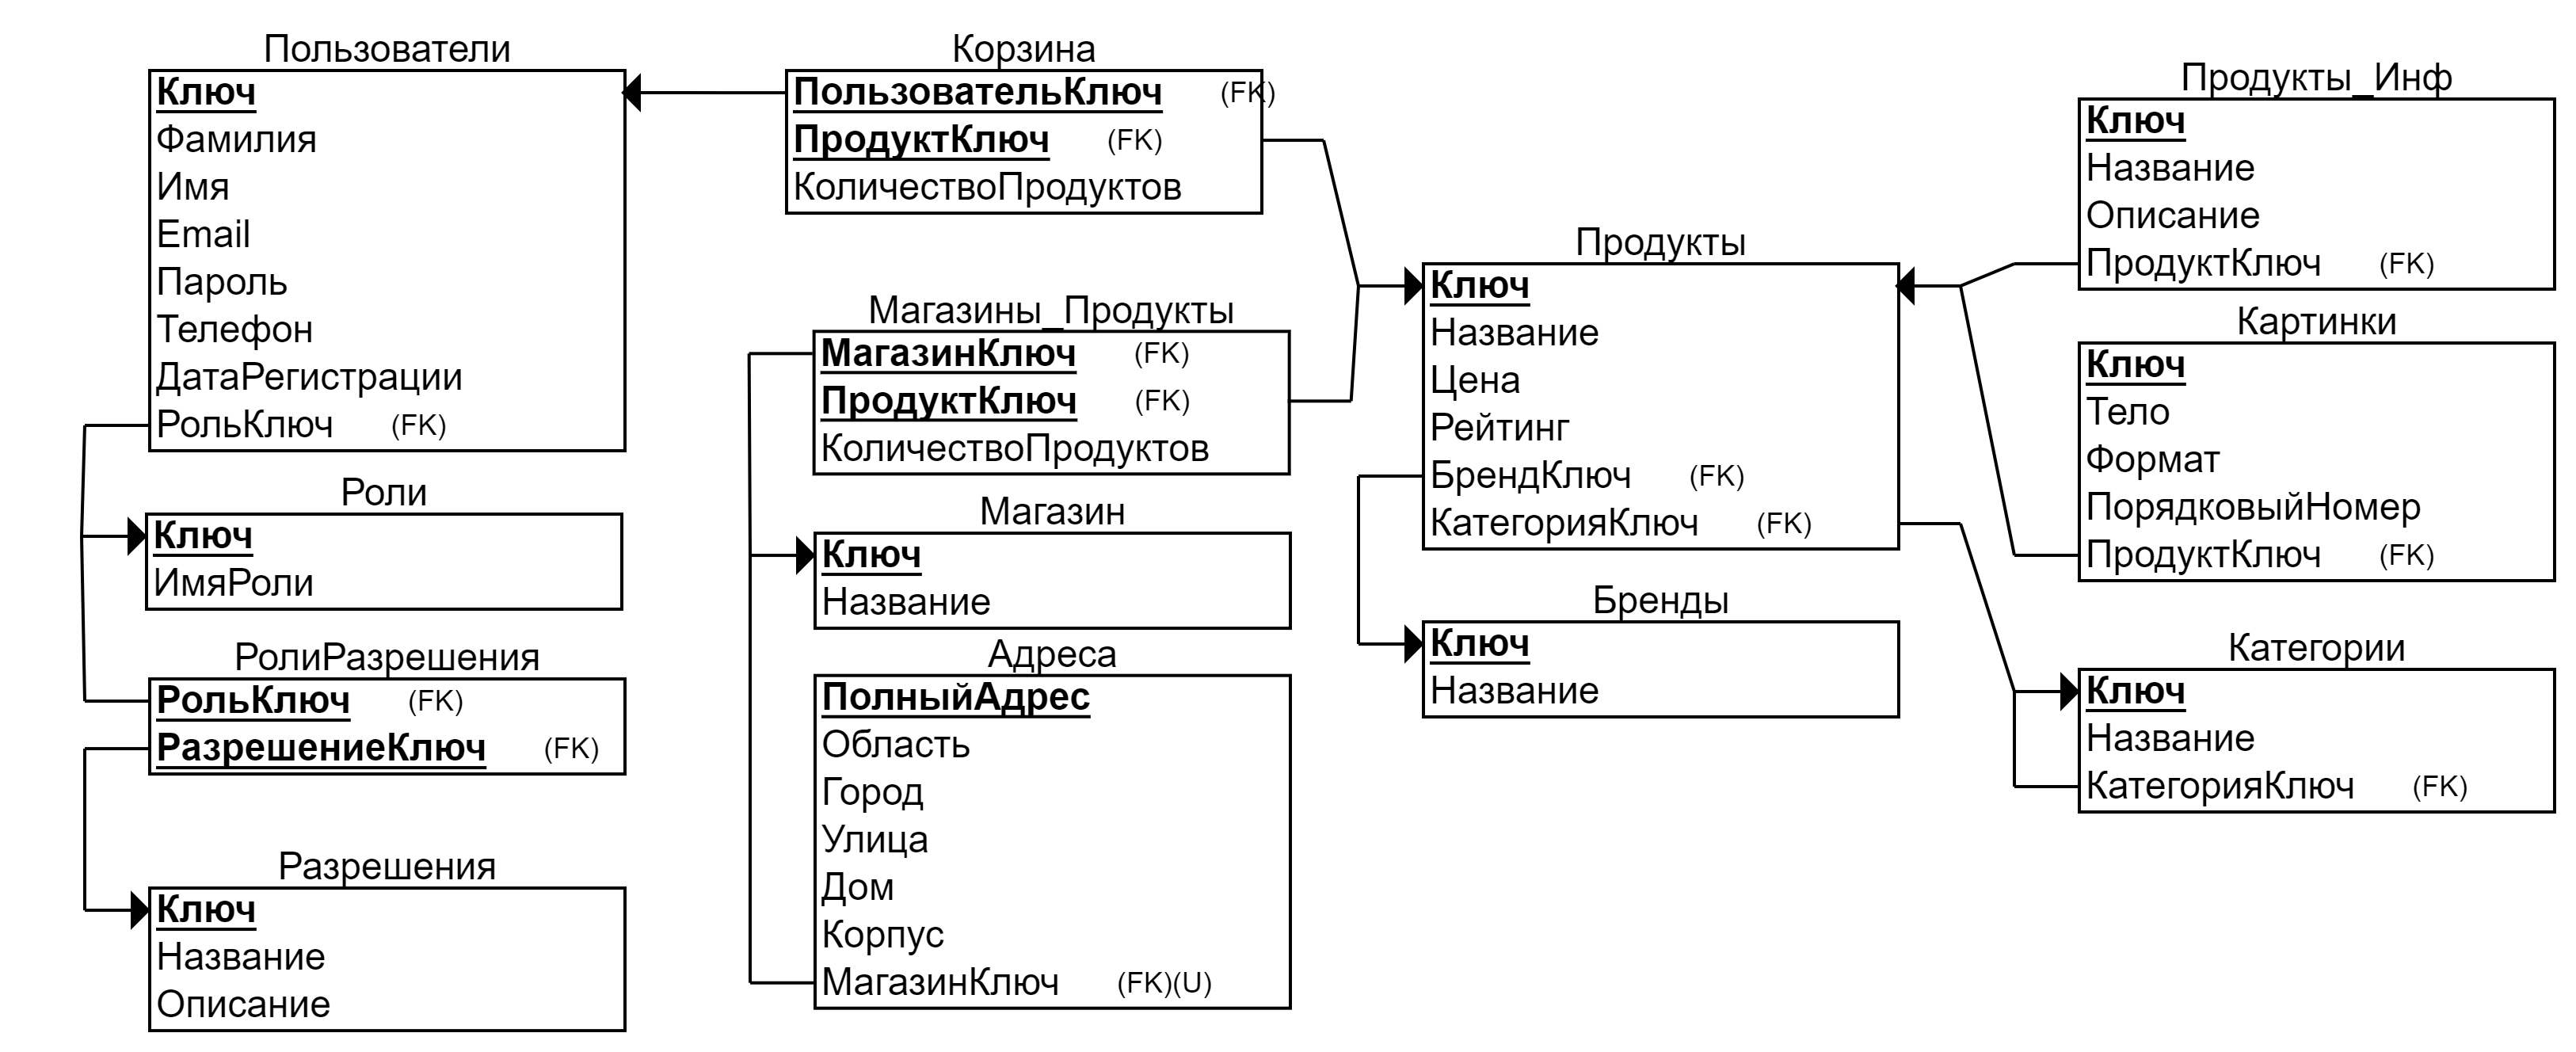 Пользователи
Ключ
Фамилия
Имя
Email
Пароль
Телефон
ДатаРегистрации
РольКлюч (FK)
Роли
Ключ
ИмяРоли
РолиРазрешения
РольКлюч (FK)
РазрешениеКлюч (FK)
Разрешения
Ключ
Название
Описание
Корзина
ПользовательКлюч (FK)
ПродуктКлюч (FK)
КоличествоПродуктов
Магазины_Продукты
МагазинКлюч (FK)
ПродуктКлюч (FK)
КоличествоПродуктов
Магазин
Ключ
Название
Адреса
ПолныйАдрес
Область
Город
Улица
Дом
Корпус
МагазинКлюч (FK)(U)
Продукты
Ключ
Название
Цена
Рейтинг
БрендКлюч (FK)
КатегорияКлюч (FK)
Бренды
Ключ
Название
Продукты_Инф
Ключ
Название
Описание
ПродуктКлюч (FK)
Картинки
Ключ
Тело
Формат
ПорядковыйНомер
ПродуктКлюч (FK)
Категории
Ключ
Название
КатегорияКлюч (FK)